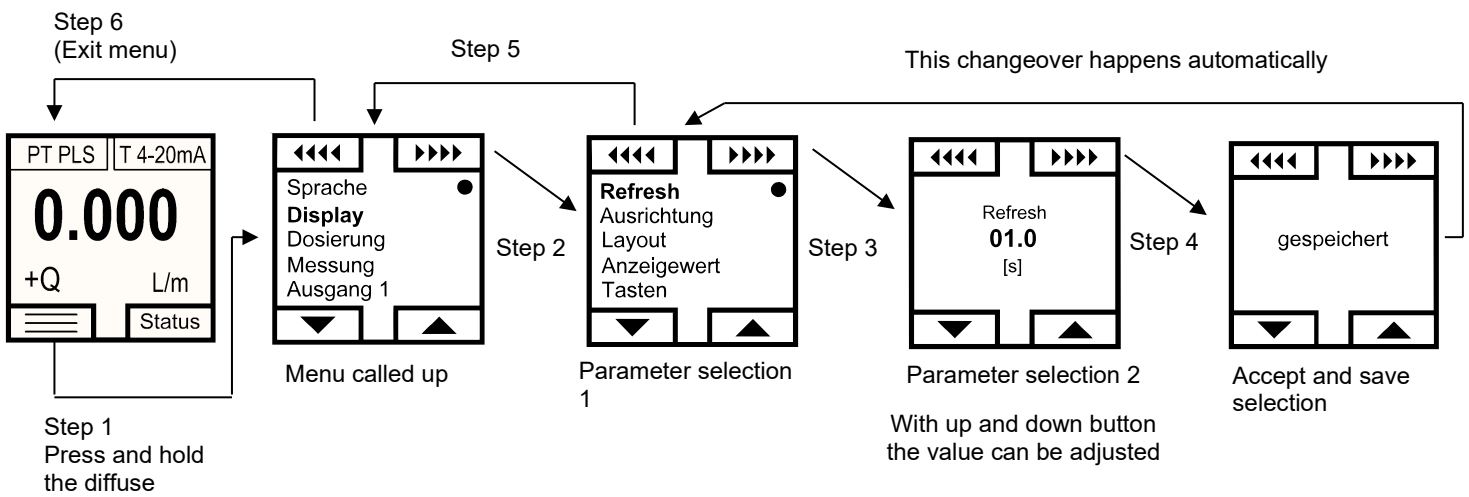 Step 6
(Exit menu)
Step 5
This changeover happens automatically
PT PLS
T 4-20mA
0.000
+Q
L/m
Status
Step 1
Press and hold
the diffuse
Sprache
Display
Dosierung
Messung
Ausgang 1
Menu called up
Step 2
Refresh
Ausrichtung
Layout
Anzeigewert
Tasten
Parameter selection
1
Step 3
Refresh
01.0
[s]
Parameter selection 2
With up and down button
the value can be adjusted
Step 4
gespeichert
Accept and save
selection